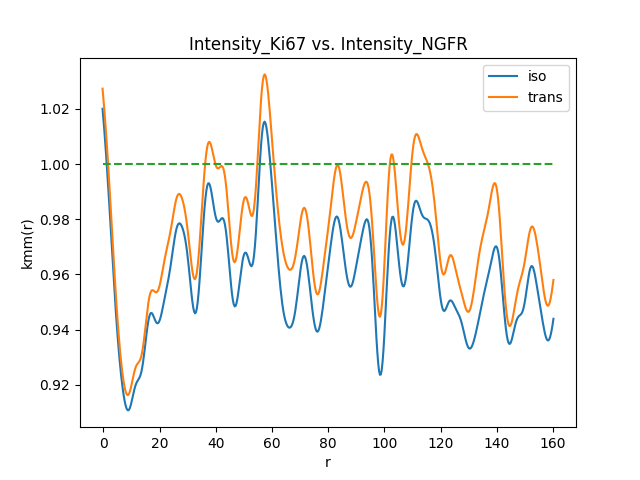 Intensity_Ki67 vs. Intensity_NGFR
iso
trans
1.02
1.00
0.98
0.96
0.94
0.92
kmm(r)
0 20 40 60 80 100 120 140 160
r